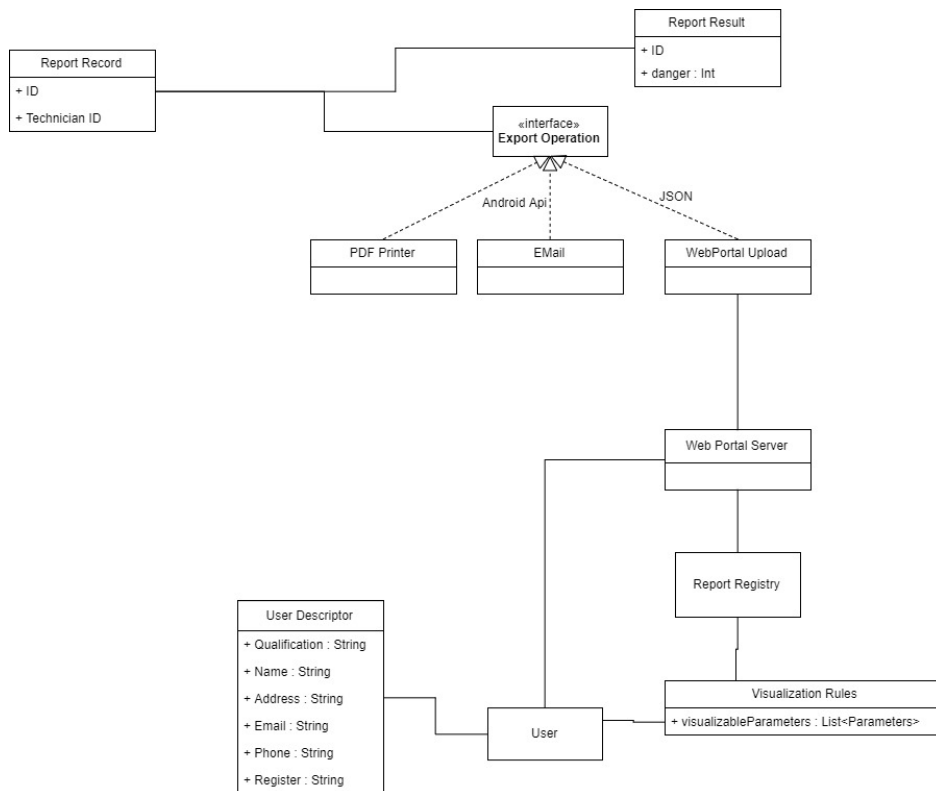 Report Result
+ ID
+ danger : Int
Report Record
+ ID
+ Technician ID
«interface»
Export Operation
Android Api
JSON
PDF Printer
EMail
WebPortal Upload
Web Portal Server
Report Registry
User Descriptor
+ Qualification : String
+ Name : String
+ Address : String
+ Email : String
+ Phone : String
+ Register : String
User
Visualization Rules
+ visualizableParameters : List<Parameters>